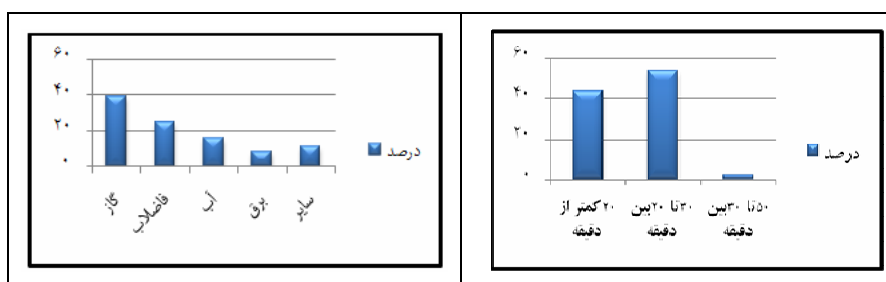 ۶۰
۴۰
۲۰
۰
گاز
فاضلاب
آب
برق
سایر
درصد
۶۰
۴۰
۲۰
۰
کمتر از ۲۰
دقیقه
بین ۲۰ تا ۳۰
دقیقه
بین ۳۰ تا ۵۰
دقیقه
درصد